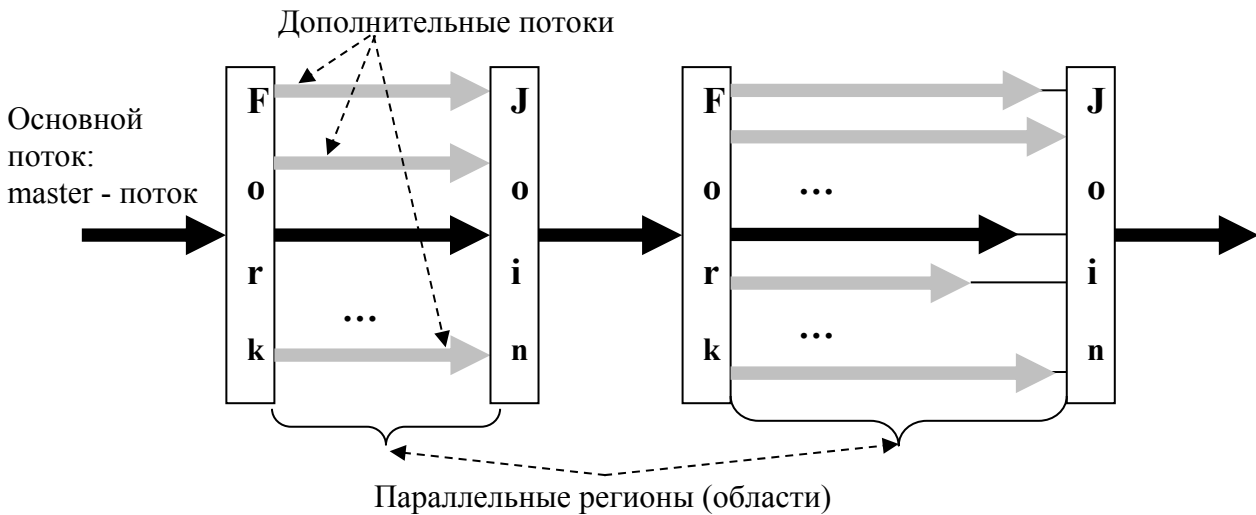 Дополнительные потоки
Основной
поток:
master - поток
F
o
r
k
...
J
o
i
n
F
o
r
k
...
...
J
o
i
n
Параллельные регионы (области)